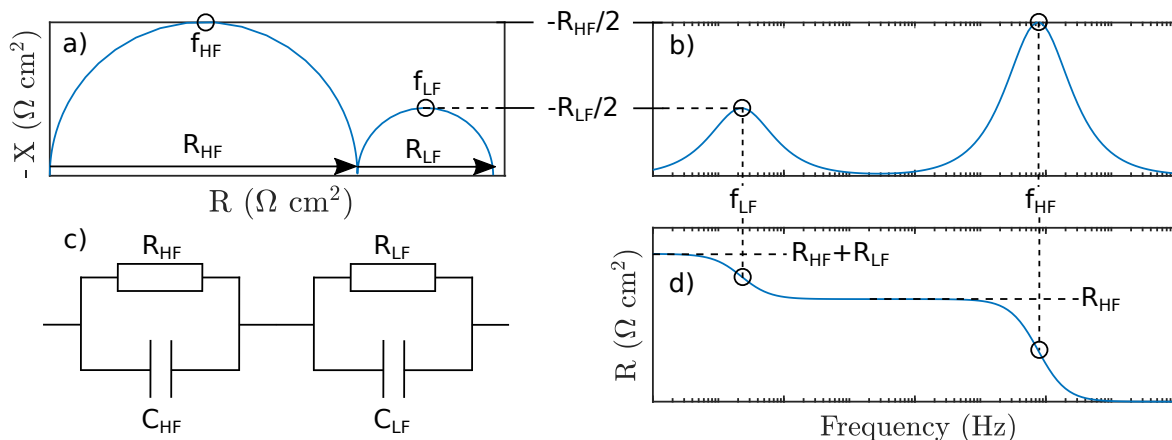 a)
f_HF
f_LF
R_HF
R_LF
- X (Ω cm²)
R (Ω cm²)
-R_HF/2
-R_LF/2
b)
f_LF
f_HF
c)
R_HF
R_LF
C_HF
C_LF
d)
R_HF+R_LF
R_HF
R (Ω cm²)
Frequency (Hz)